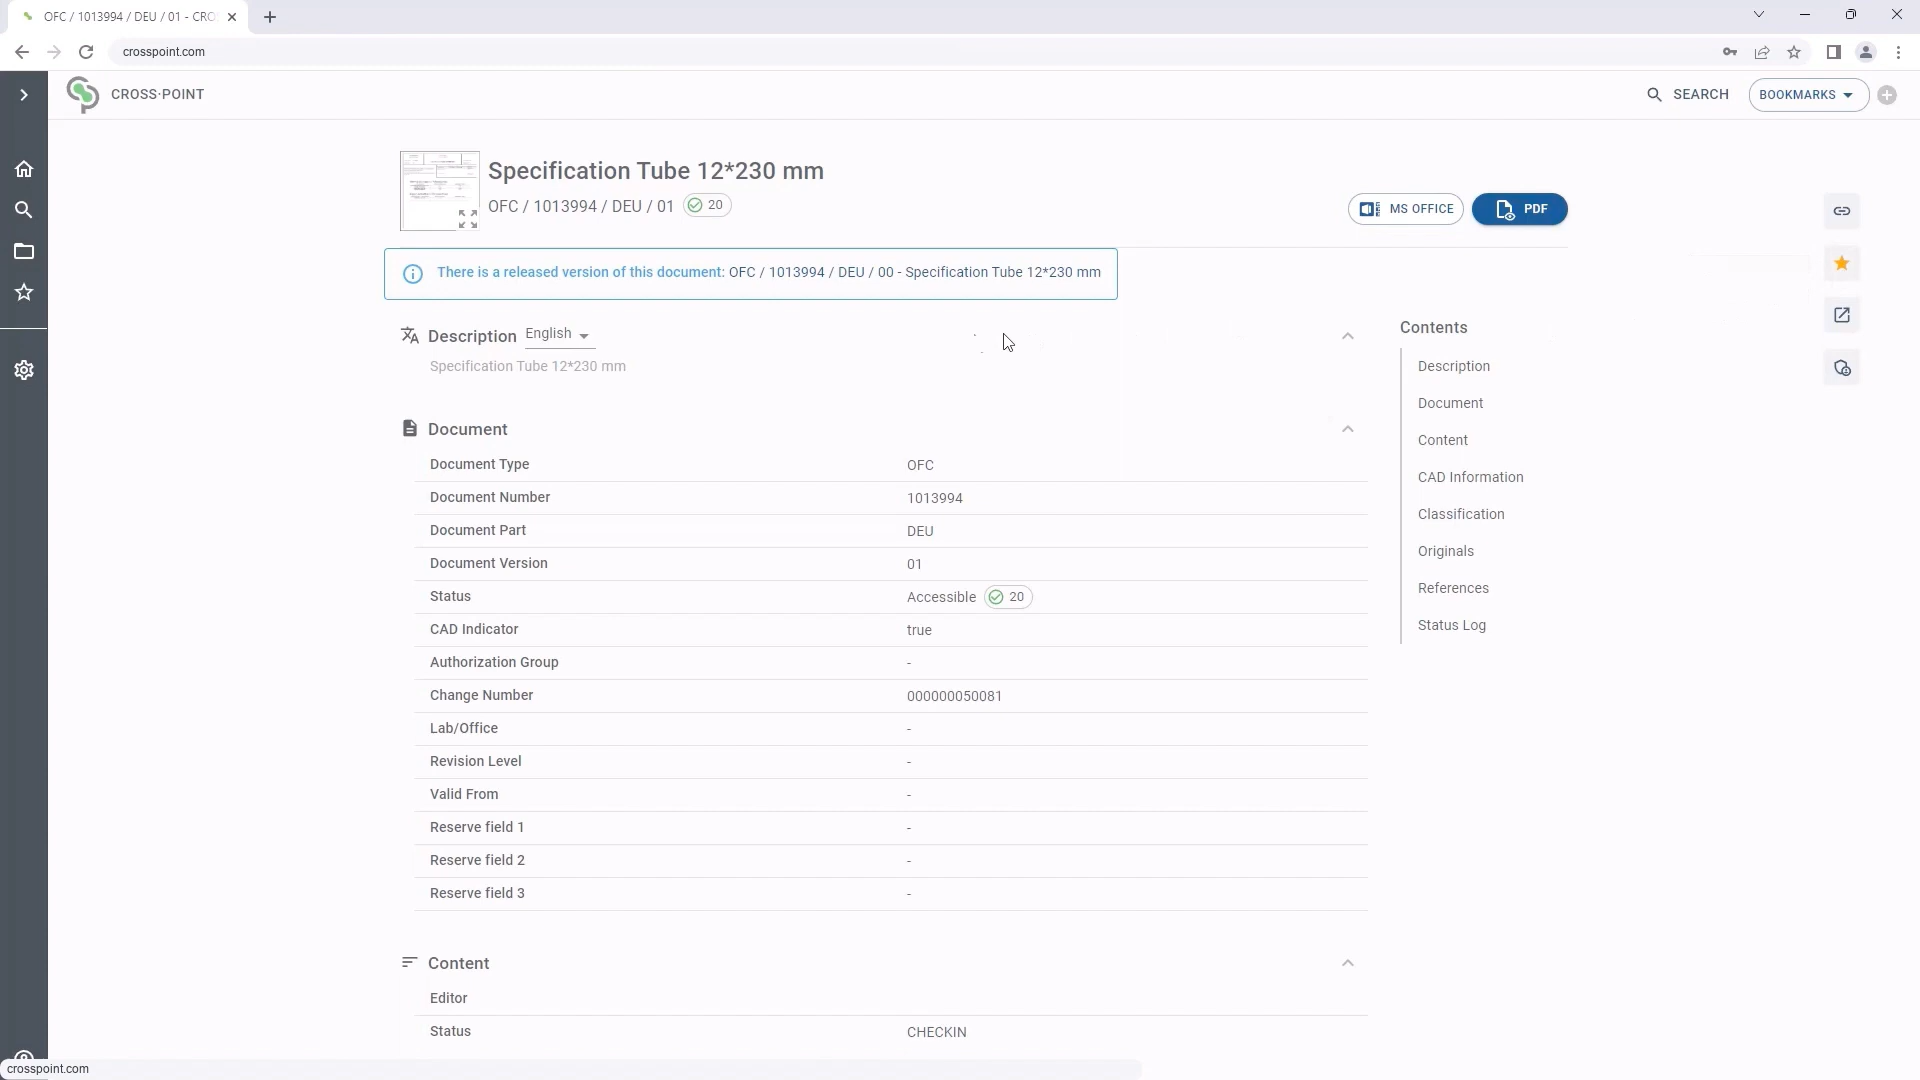 OFC / 1013994 / DEU / 01 - CRO
crosspoint.com
CROSS·POINT
SEARCH
BOOKMARKS
Specification Tube 12*230 mm
OFC / 1013994 / DEU / 01 20
MS OFFICE
PDF
There is a released version of this document: OFC / 1013994 / DEU / 00 - Specification Tube 12*230 mm
Description English
Specification Tube 12*230 mm
Document
Document Type OFC
Document Number 1013994
Document Part DEU
Document Version 01
Status Accessible 20
CAD Indicator true
Authorization Group -
Change Number 000000050081
Lab/Office -
Revision Level -
Valid From -
Reserve field 1 -
Reserve field 2 -
Reserve field 3 -
Content
Editor
Status CHECKIN
Contents
Description
Document
Content
CAD Information
Classification
Originals
References
Status Log
crosspoint.com